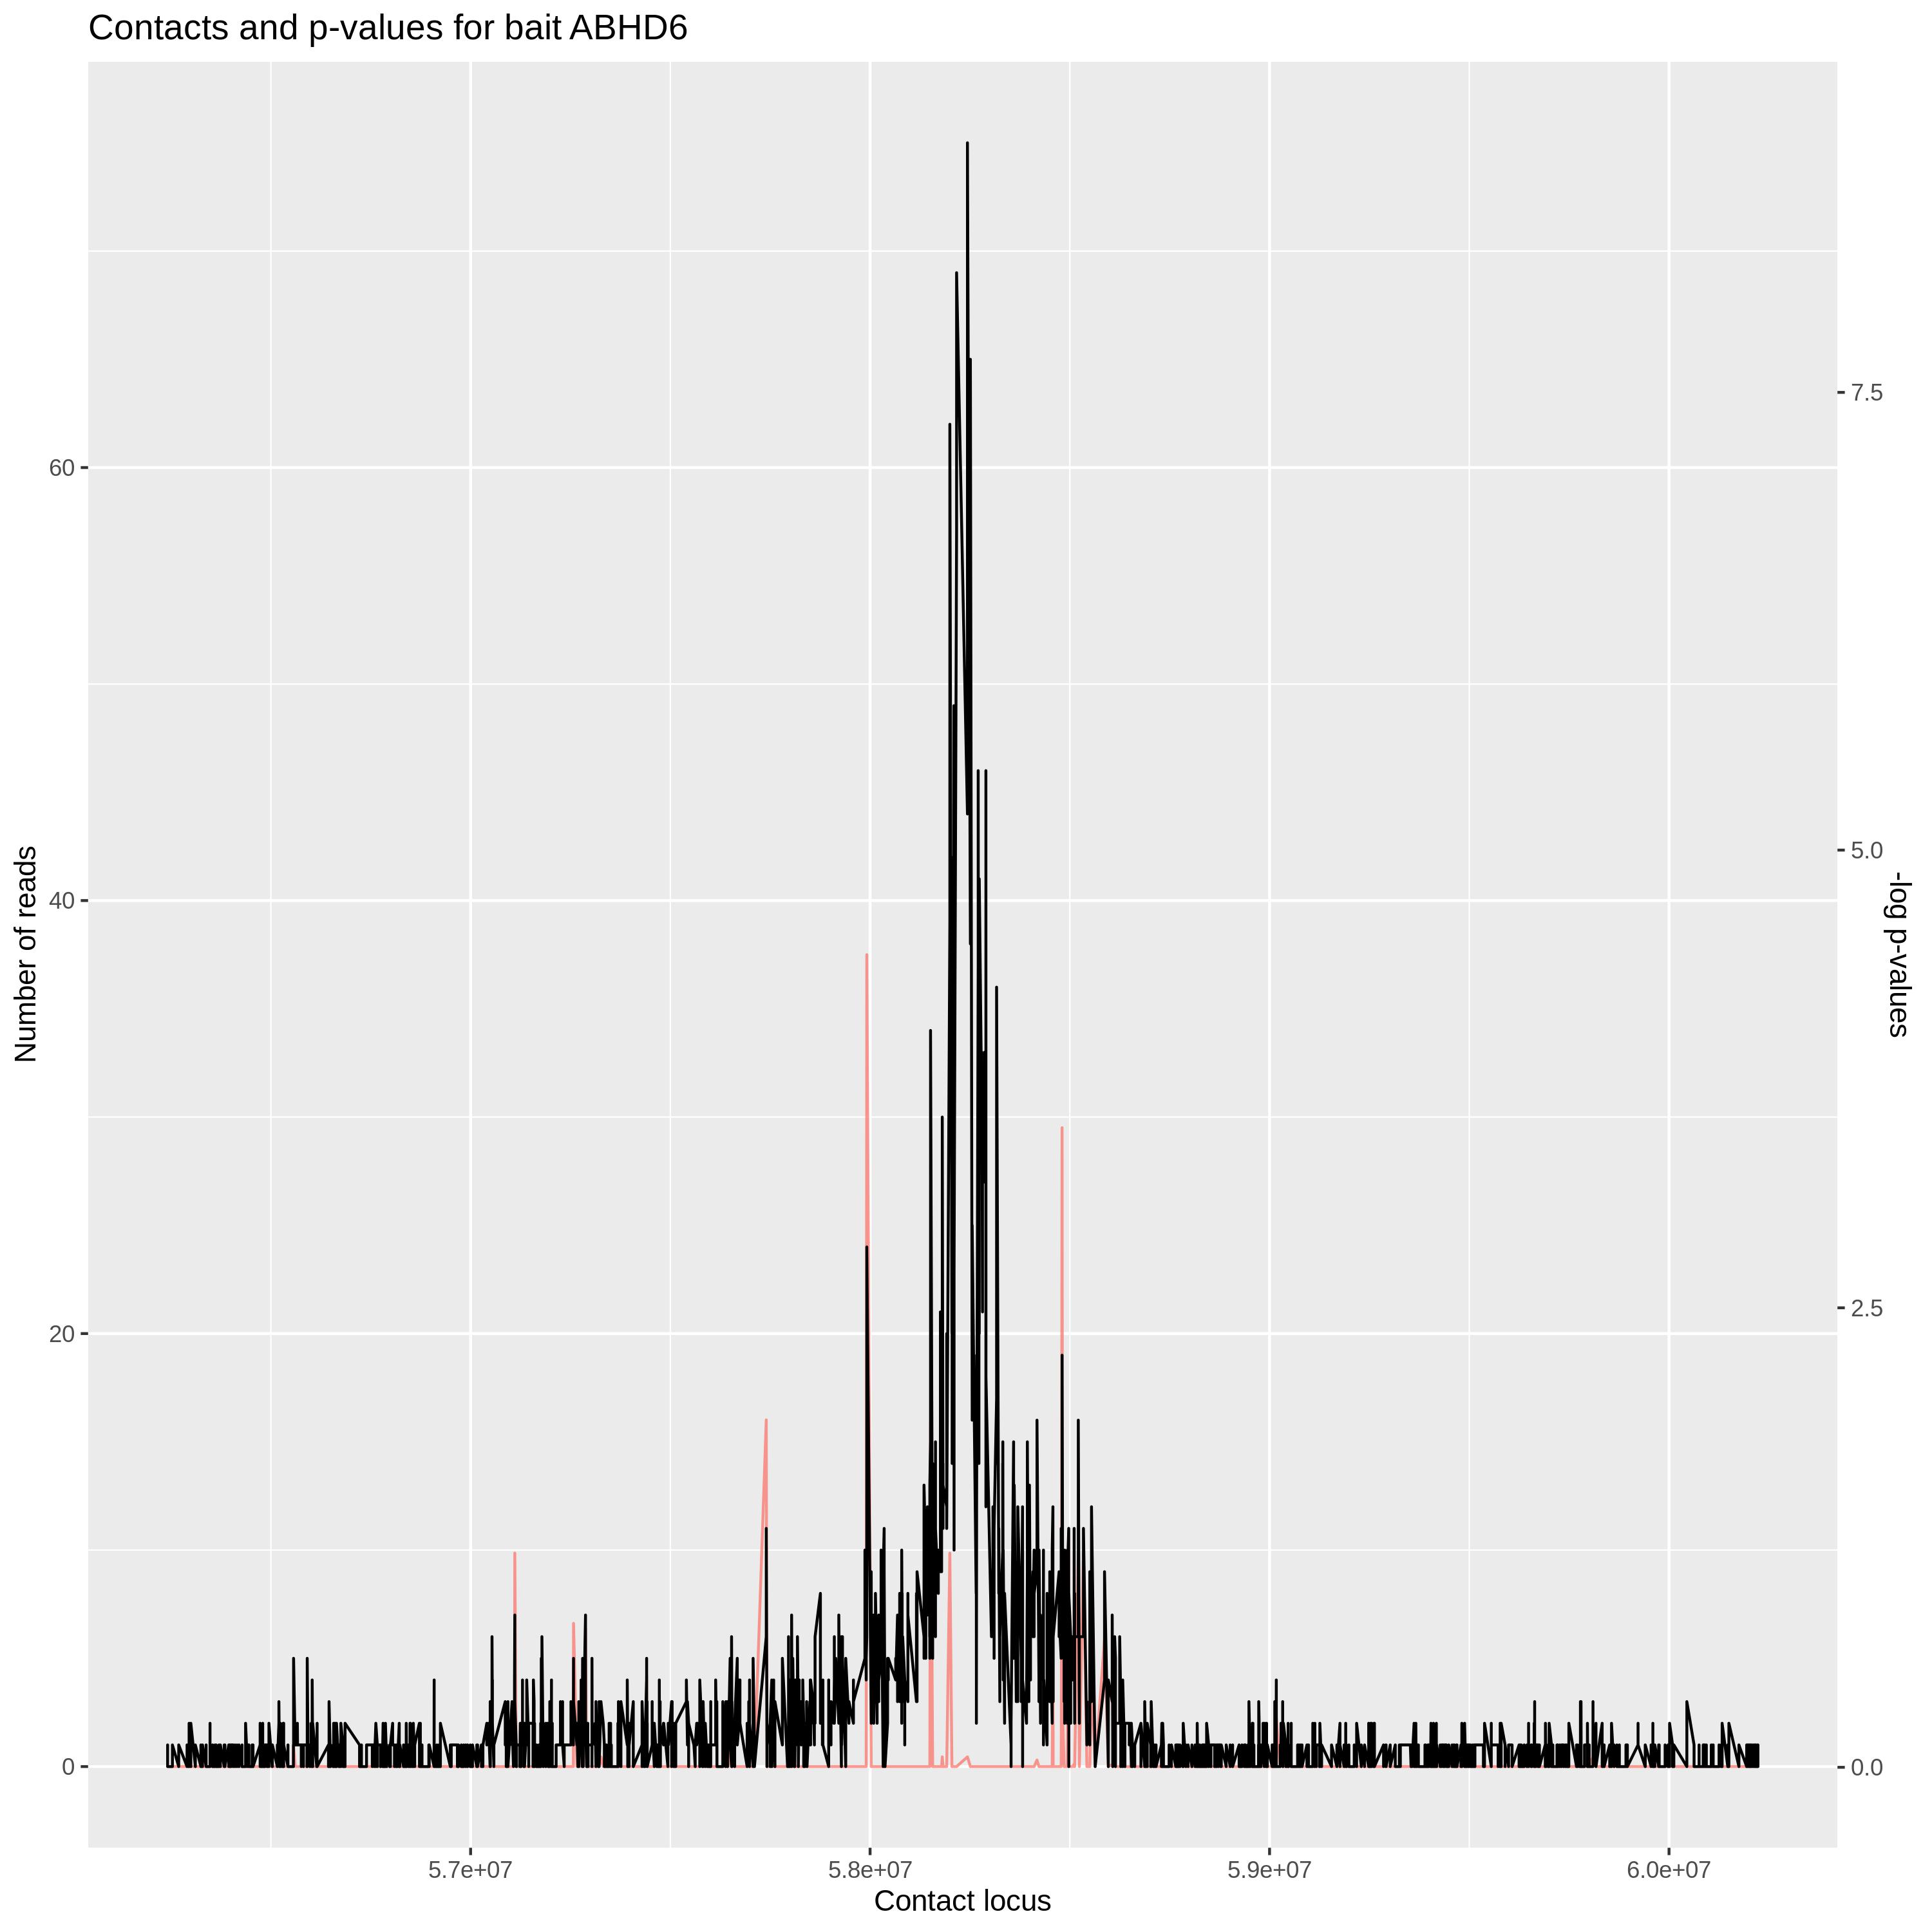 Contacts and p-values for bait ABHD6
Number of reads
60
40
20
0
7.5
5.0
2.5
0.0
-log p-values
5.7e+07
5.8e+07
5.9e+07
6.0e+07
Contact locus